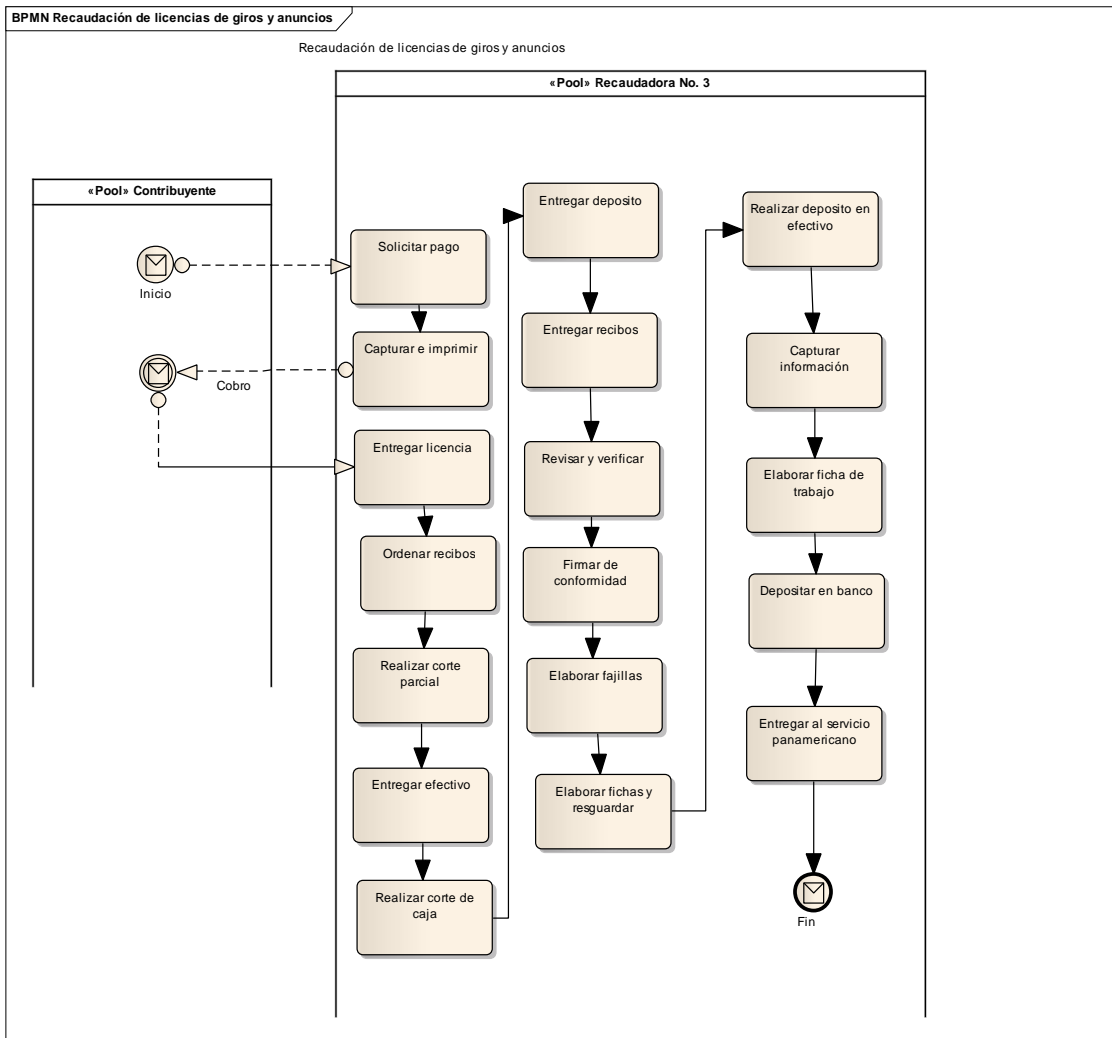 BPMN Recaudación de licencias de giros y anuncios
Recaudación de licencias de giros y anuncios
«Pool» Recaudadora No. 3
«Pool» Contribuyente
Inicio
Cobro
Solicitar pago
Capturar e imprimir
Entregar licencia
Ordenar recibos
Realizar corte
parcial
Entregar efectivo
Realizar corte de
caja
Entregar deposito
Entregar recibos
Revisar y verificar
Firmar de
conformidad
Elaborar fajillas
Elaborar fichas y
resguardar
Realizar deposito en
efectivo
Capturar
información
Elaborar ficha de
trabajo
Depositar en banco
Entregar al servicio
panamericano
Fin